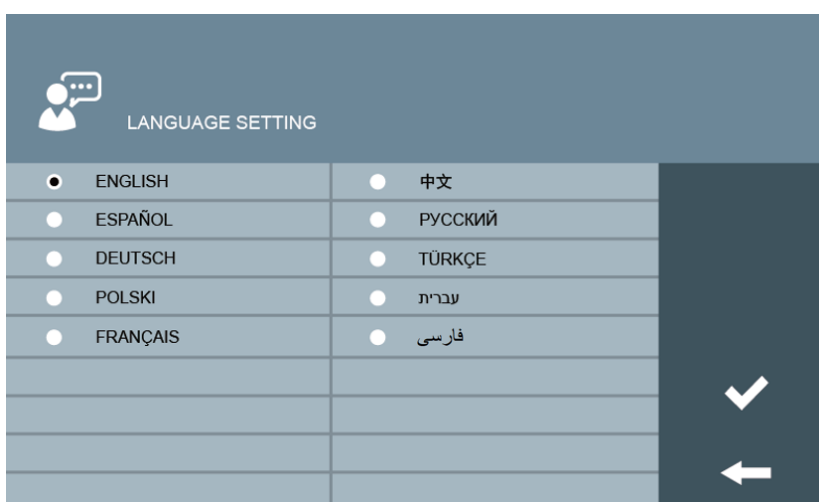 LANGUAGE SETTING
ENGLISH
中文
ESPAÑOL
РУССКИЙ
DEUTSCH
TÜRKÇE
POLSKI
עברית
FRANÇAIS
فارسی